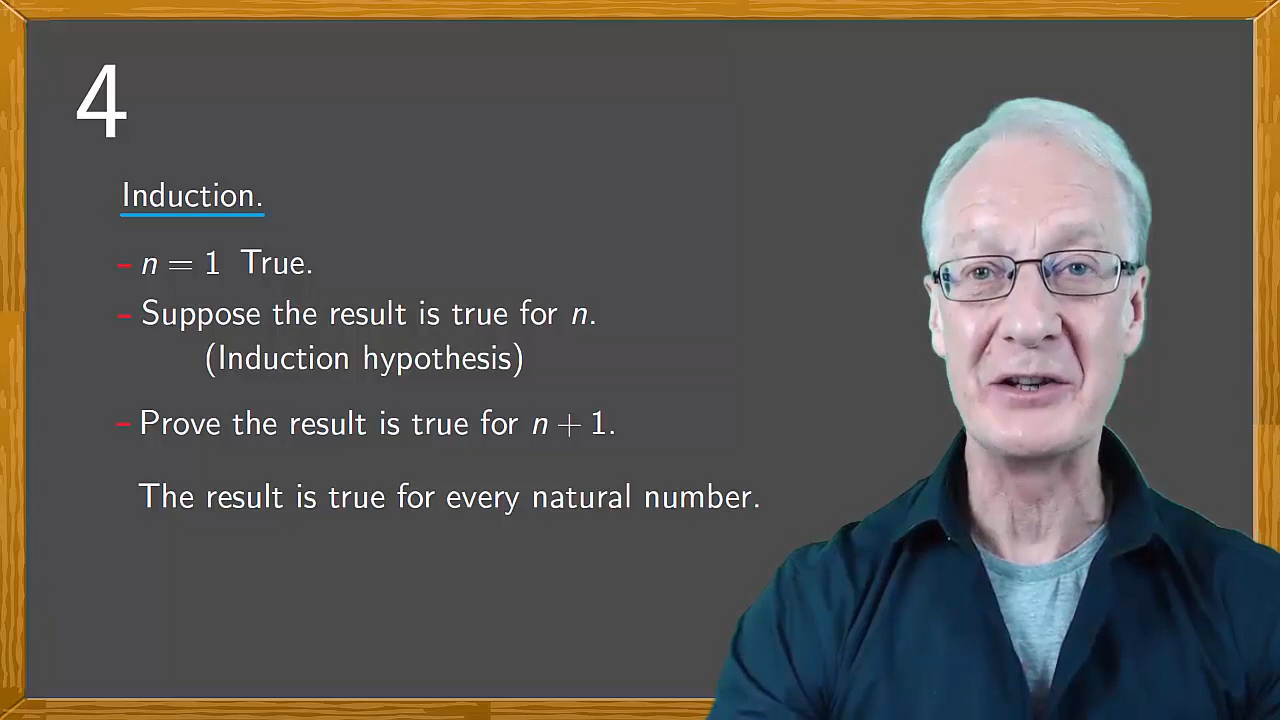 4
Induction.
– n = 1 True.
– Suppose the result is true for n.
(Induction hypothesis)
– Prove the result is true for n + 1.
The result is true for every natural number.